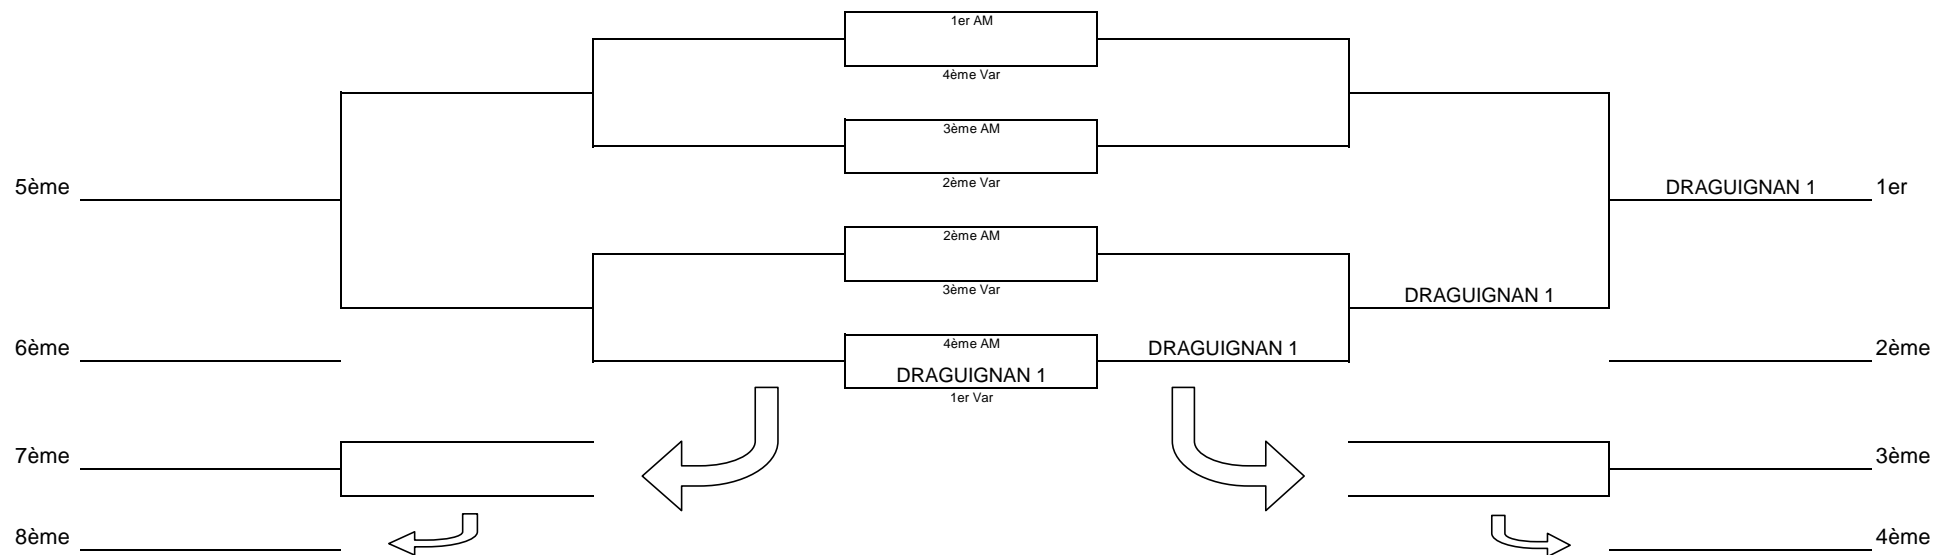 1er AM
4ème Var
3ème AM
2ème Var
5ème
DRAGUIGNAN 1
1er
2ème AM
3ème Var
DRAGUIGNAN 1
6ème
4ème AM
DRAGUIGNAN 1
2ème
DRAGUIGNAN 1
1er Var
7ème
3ème
8ème
4ème